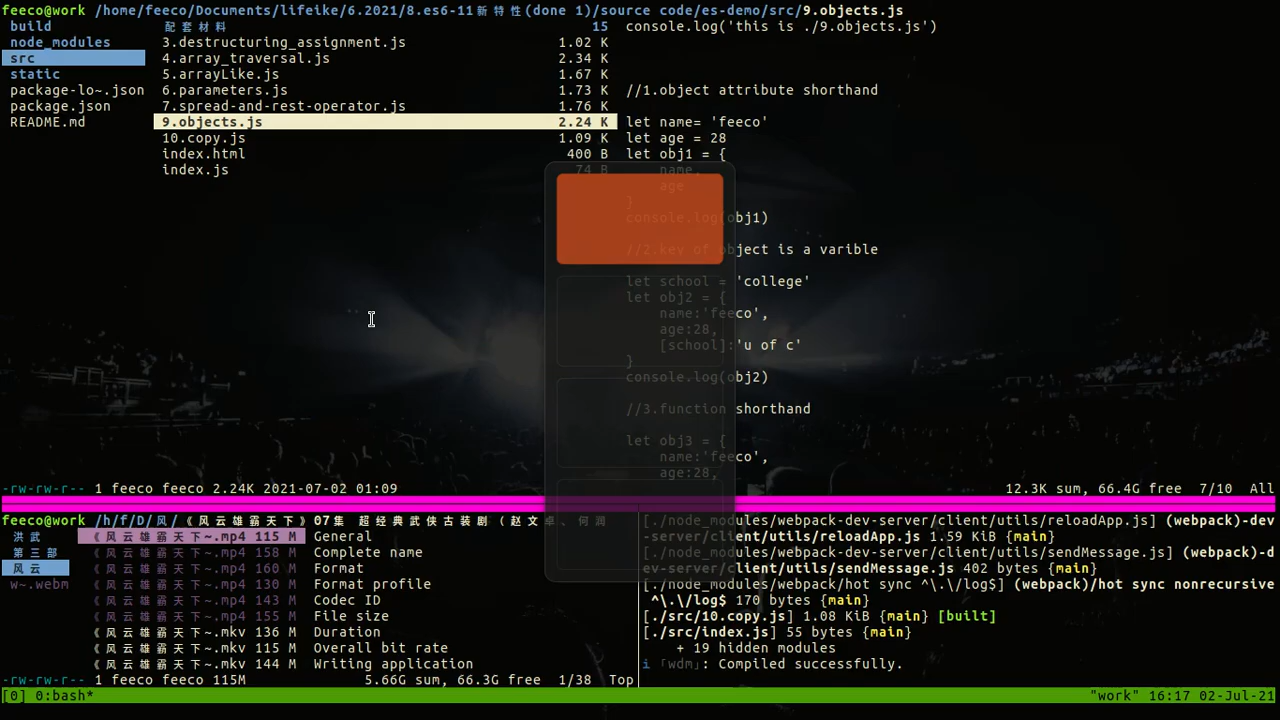 feeco@work /home/feeco/Documents/lifeike/6.2021/8.es6-11新特性(done 1)/source code/es-demo/src/9.objects.js
build
node_modules
src
static
package-lo~.json
package.json
README.md
配套材料 15
3.destructuring_assignment.js 1.02 K
4.array_traversal.js 2.34 K
5.arrayLike.js 1.67 K
6.parameters.js 1.73 K
7.spread-and-rest-operator.js 1.76 K
9.objects.js 2.24 K
10.copy.js 1.09 K
index.html 400 B
index.js 74 B
console.log('this is ./9.objects.js')
//1.object attribute shorthand
let name= 'feeco'
let age = 28
let obj1 = {
name,
age
}
console.log(obj1)
//2.key of object is a varible
let school = 'college'
let obj2 = {
name:'feeco',
age:28,
[school]:'u of c'
}
console.log(obj2)
//3.function shorthand
let obj3 = {
name:'feeco',
age:28,
-rw-rw-r-- 1 feeco feeco 2.24K 2021-07-02 01:09 12.3K sum, 66.4G free 7/10 All
feeco@work /h/f/D/风/《风云雄霸天下》07集 超经典武侠古装剧（赵文卓、何润
洪武
第三部
风云
w~.webm
《风云雄霸天下~.mp4 115 M
《风云雄霸天下~.mp4 158 M
《风云雄霸天下~.mp4 160 M
《风云雄霸天下~.mp4 130 M
《风云雄霸天下~.mp4 143 M
《风云雄霸天下~.mp4 155 M
《风云雄霸天下~.mkv 136 M
《风云雄霸天下~.mkv 115 M
《风云雄霸天下~.mkv 144 M
General
Complete name
Format
Format profile
Codec ID
File size
Duration
Overall bit rate
Writing application
-rw-rw-r-- 1 feeco feeco 115M 5.66G sum, 66.3G free 1/38 Top
[./node_modules/webpack-dev-server/client/utils/reloadApp.js] (webpack)-dev
-server/client/utils/reloadApp.js 1.59 KiB {main}
[./node_modules/webpack-dev-server/client/utils/sendMessage.js] (webpack)-d
ev-server/client/utils/sendMessage.js 402 bytes {main}
[./node_modules/webpack/hot sync ^\.\/log$] (webpack)/hot sync nonrecursive
^\.\/log$ 170 bytes {main}
[./src/10.copy.js] 1.08 KiB {main} [built]
[./src/index.js] 55 bytes {main}
+ 19 hidden modules
i ｢wdm｣: Compiled successfully.
[0] 0:bash* "work" 16:17 02-Jul-21